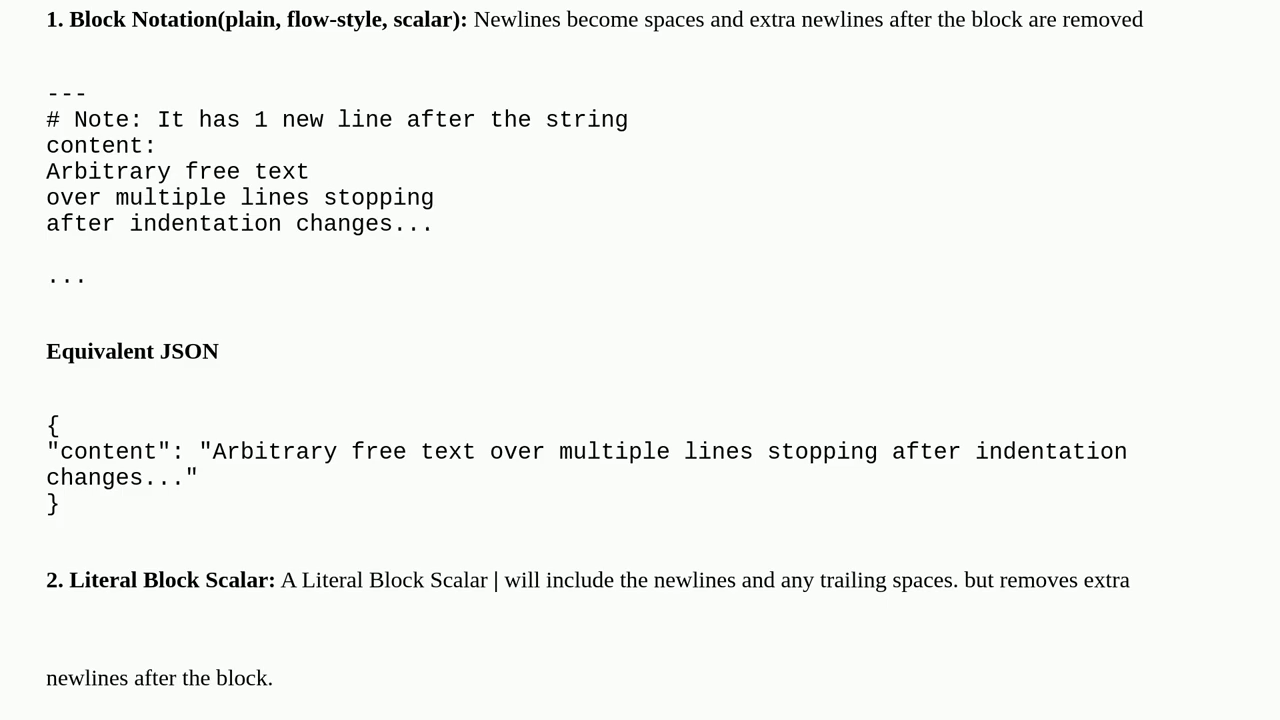 1. Block Notation(plain, flow-style, scalar): Newlines become spaces and extra newlines after the block are removed
---
# Note: It has 1 new line after the string
content:
Arbitrary free text
over multiple lines stopping
after indentation changes...
...
Equivalent JSON
{
"content": "Arbitrary free text over multiple lines stopping after indentation
changes..."
}
2. Literal Block Scalar: A Literal Block Scalar | will include the newlines and any trailing spaces. but removes extra
newlines after the block.